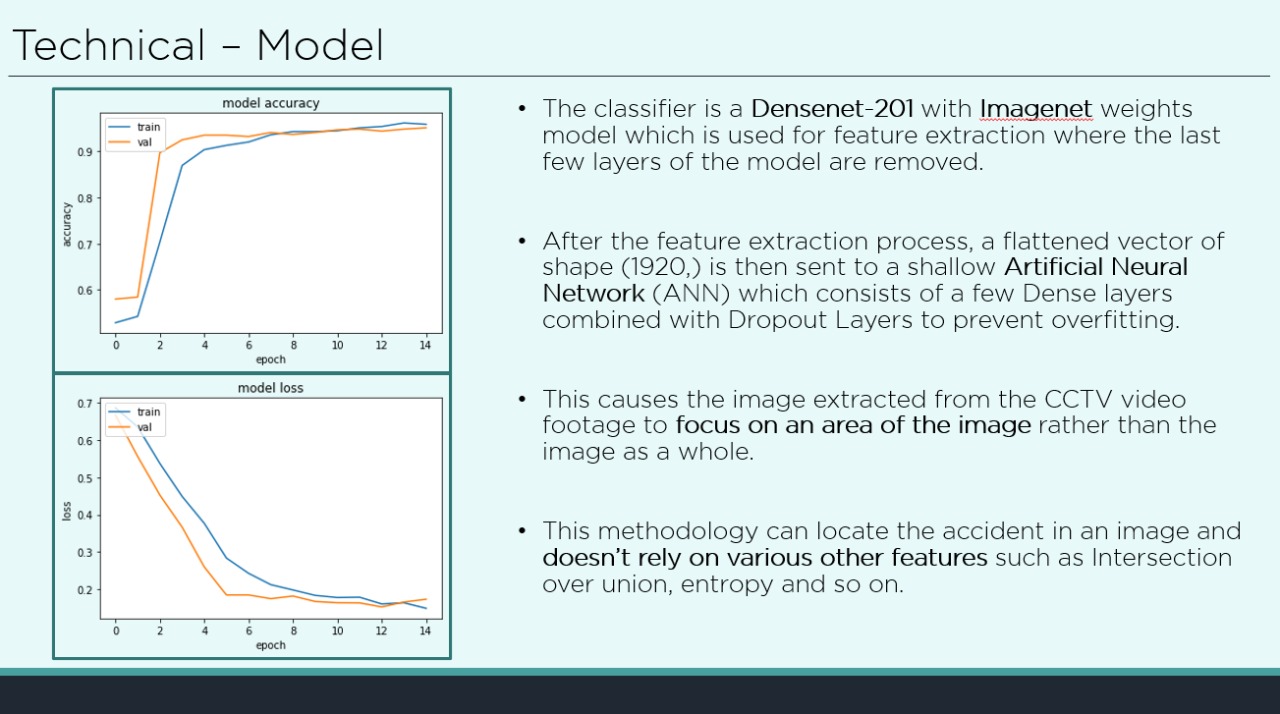 Technical – Model
model accuracy
train
val
0.9
0.8
0.7
0.6
accuracy
0 2 4 6 8 10 12 14
epoch
model loss
train
val
0.7
0.6
0.5
0.4
0.3
0.2
loss
0 2 4 6 8 10 12 14
epoch
• The classifier is a Densenet-201 with Imagenet weights
model which is used for feature extraction where the last
few layers of the model are removed.
• After the feature extraction process, a flattened vector of
shape (1920,) is then sent to a shallow Artificial Neural
Network (ANN) which consists of a few Dense layers
combined with Dropout Layers to prevent overfitting.
• This causes the image extracted from the CCTV video
footage to focus on an area of the image rather than the
image as a whole.
• This methodology can locate the accident in an image and
doesn’t rely on various other features such as Intersection
over union, entropy and so on.